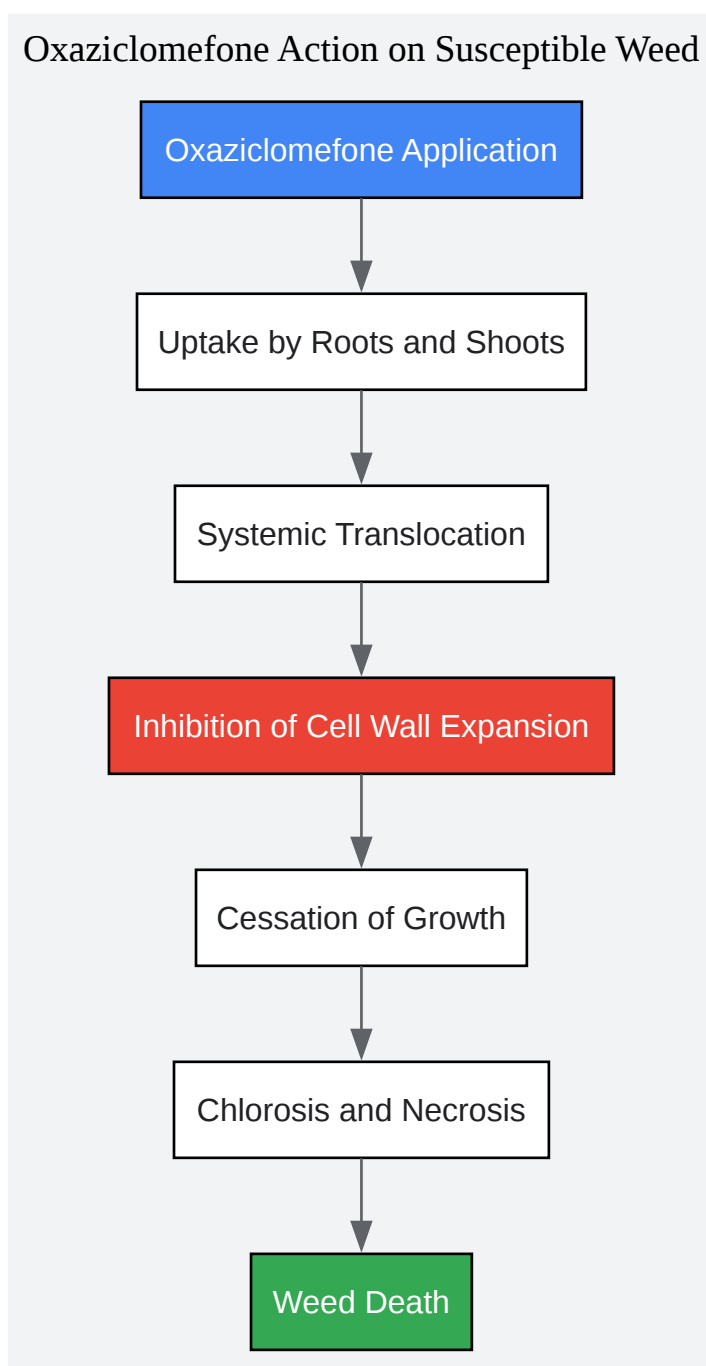 Oxaziclomefone Action on Susceptible Weed
Oxaziclomefone Application
Uptake by Roots and Shoots
Systemic Translocation
Inhibition of Cell Wall Expansion
Cessation of Growth
Chlorosis and Necrosis
Weed Death